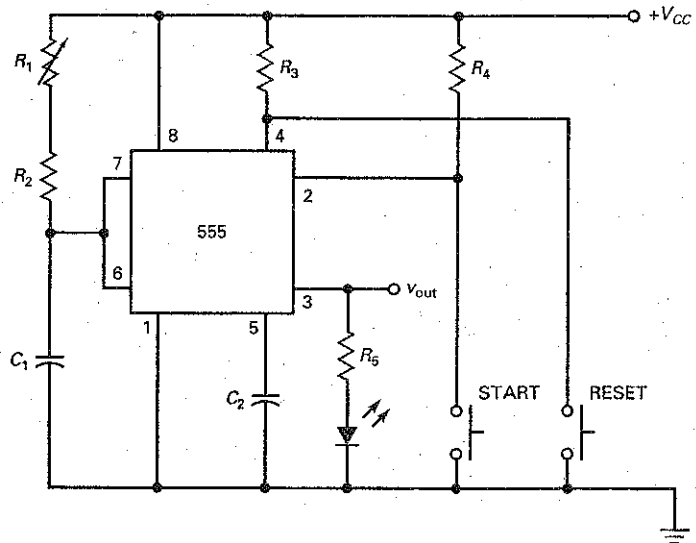 +V_CC
R_1
R_3
R_4
8
4
R_2
7
2
555
6
3
v_out
1
5
R_5
C_1
C_2
START
RESET